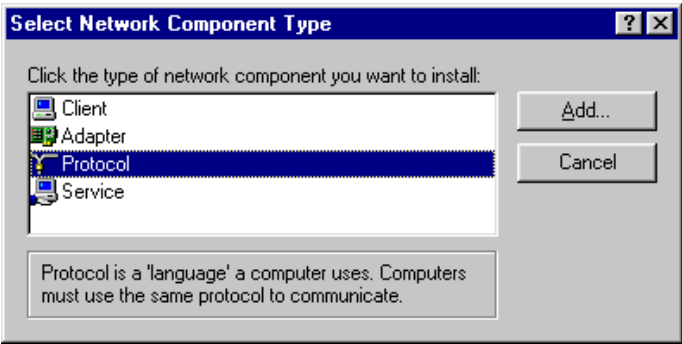 Select Network Component Type
?
Click the type of network component you want to install:
Client
Adapter
Protocol
Service
Add...
Cancel
Protocol is a 'language' a computer uses. Computers
must use the same protocol to communicate.